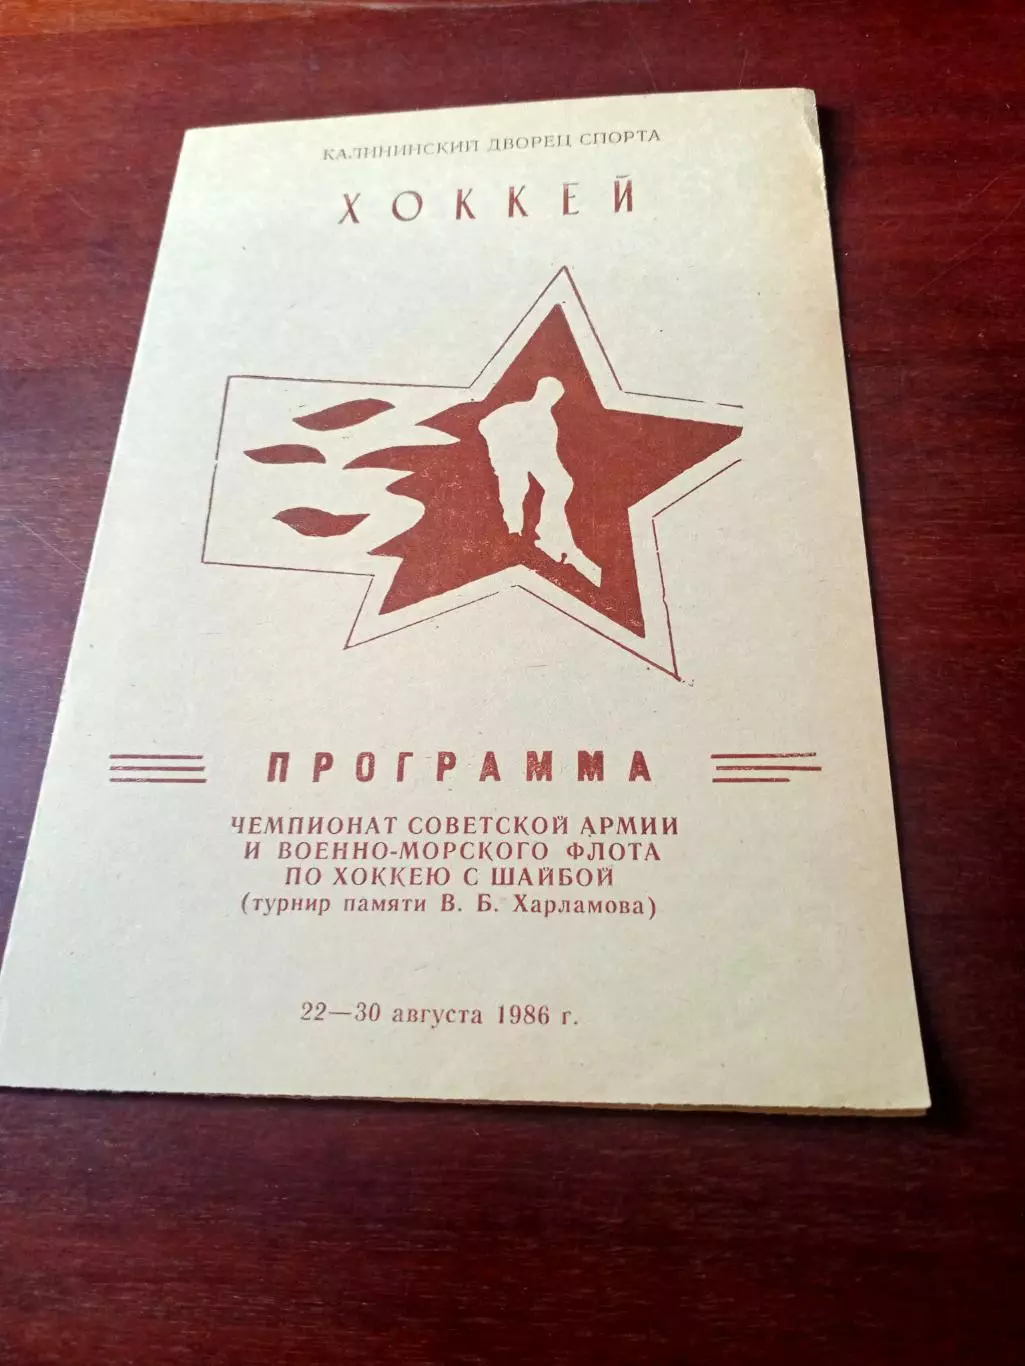 КАЛИНИНСКИЙ ДВОРЕЦ СПОРТА
ХОККЕЙ
ПРОГРАММА
ЧЕМПИОНАТ СОВЕТСКОЙ АРМИИ
И ВОЕННО-МОРСКОГО ФЛОТА
ПО ХОККЕЮ С ШАЙБОЙ
(турнир памяти В. Б. Харламова)
22—30 августа 1986 г.